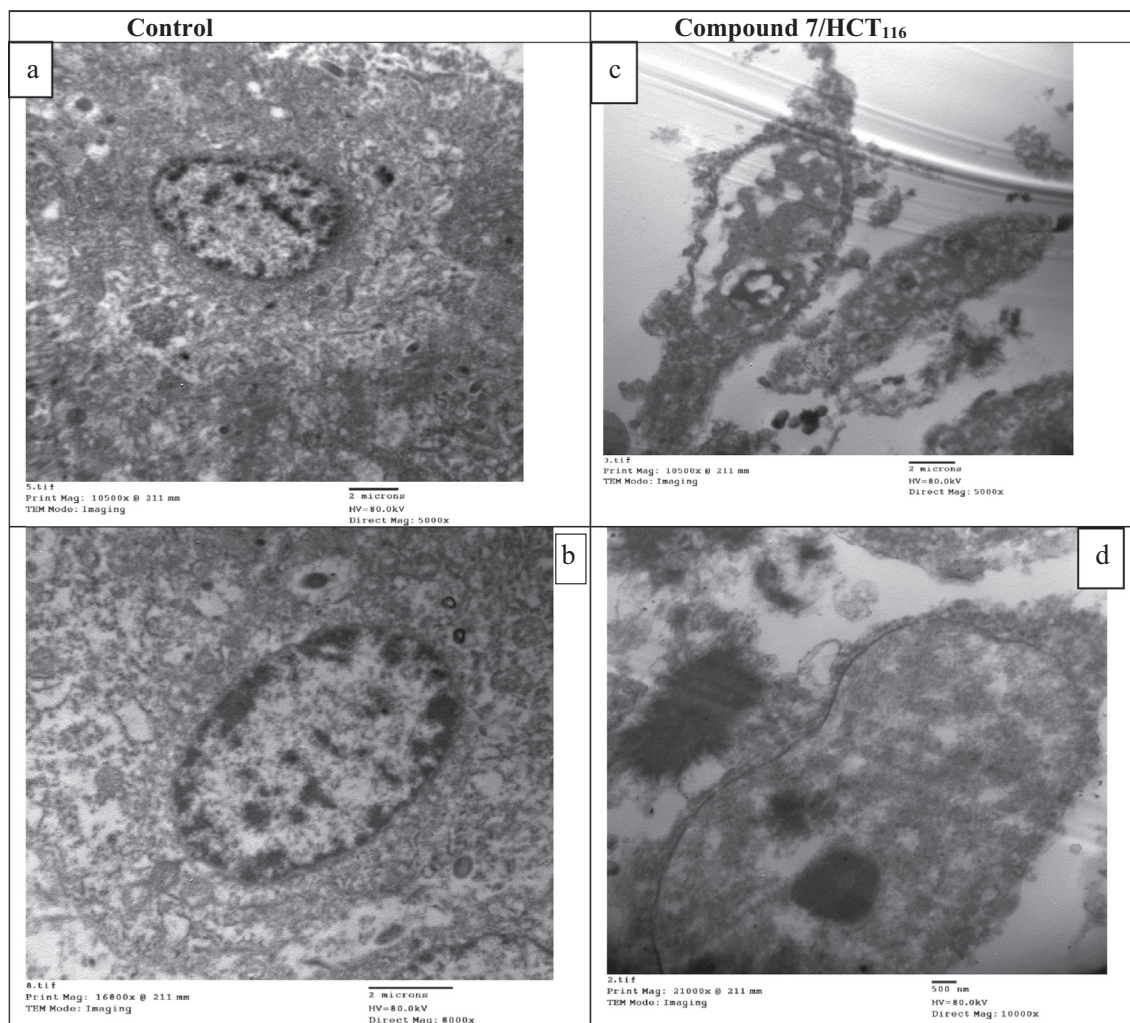 Control
Compound 7/HCT₁₁₆
a
5.tif
Print Mag: 10500x @ 211 mm
TEM Mode: Imaging
2 microns
HV=80.0kV
Direct Mag: 5000x
c
3.tif
Print Mag: 10500x @ 211 mm
TEM Mode: Imaging
2 microns
HV=80.0kV
Direct Mag: 5000x
b
8.tif
Print Mag: 16800x @ 211 mm
TEM Mode: Imaging
2 microns
HV=80.0kV
Direct Mag: 8000x
d
2.tif
Print Mag: 21000x @ 211 mm
TEM Mode: Imaging
500 nm
HV=80.0kV
Direct Mag: 10000x